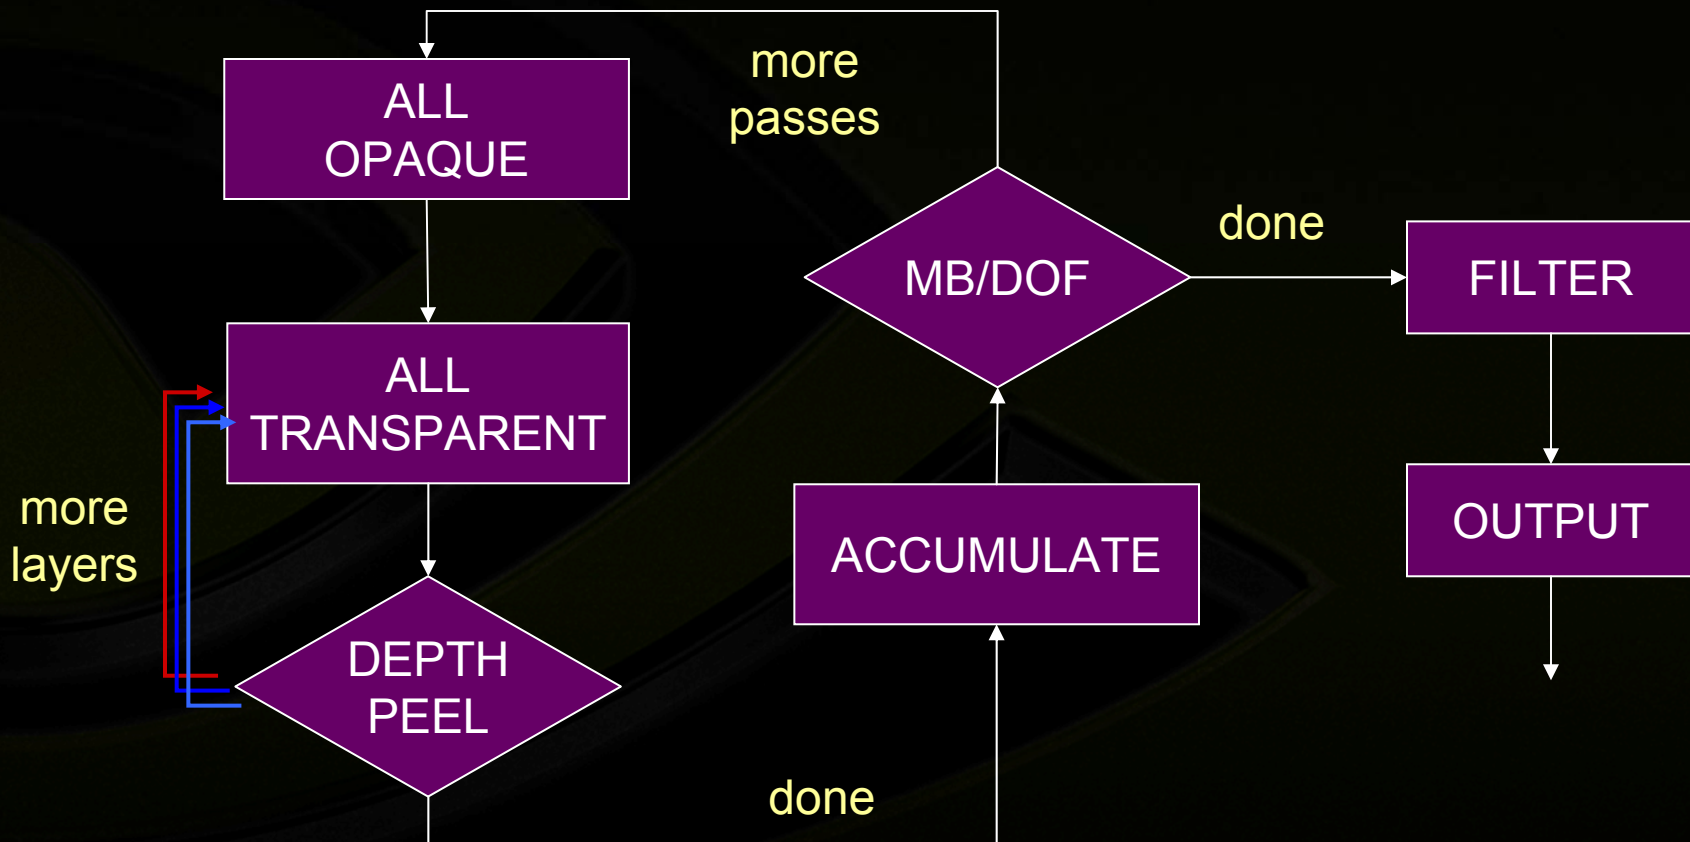 ALL
OPAQUE
more
passes
done
MB/DOF
FILTER
ALL
TRANSPARENT
more
layers
ACCUMULATE
OUTPUT
DEPTH
PEEL
done